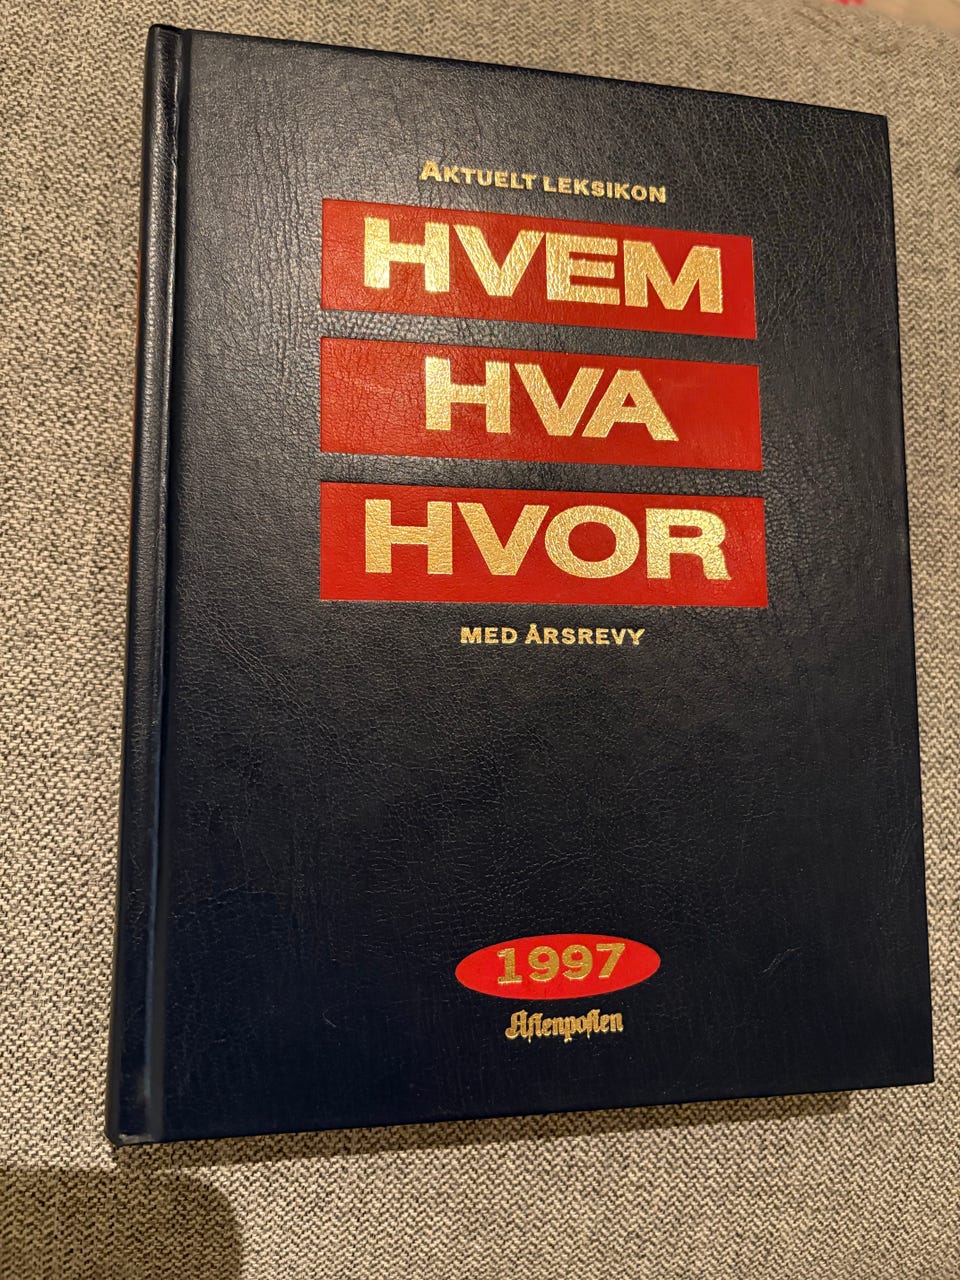 AKTUELT LEKSIKON
HVEM
HVA
HVOR
MED ÅRSREVY
1997
Aftenposten